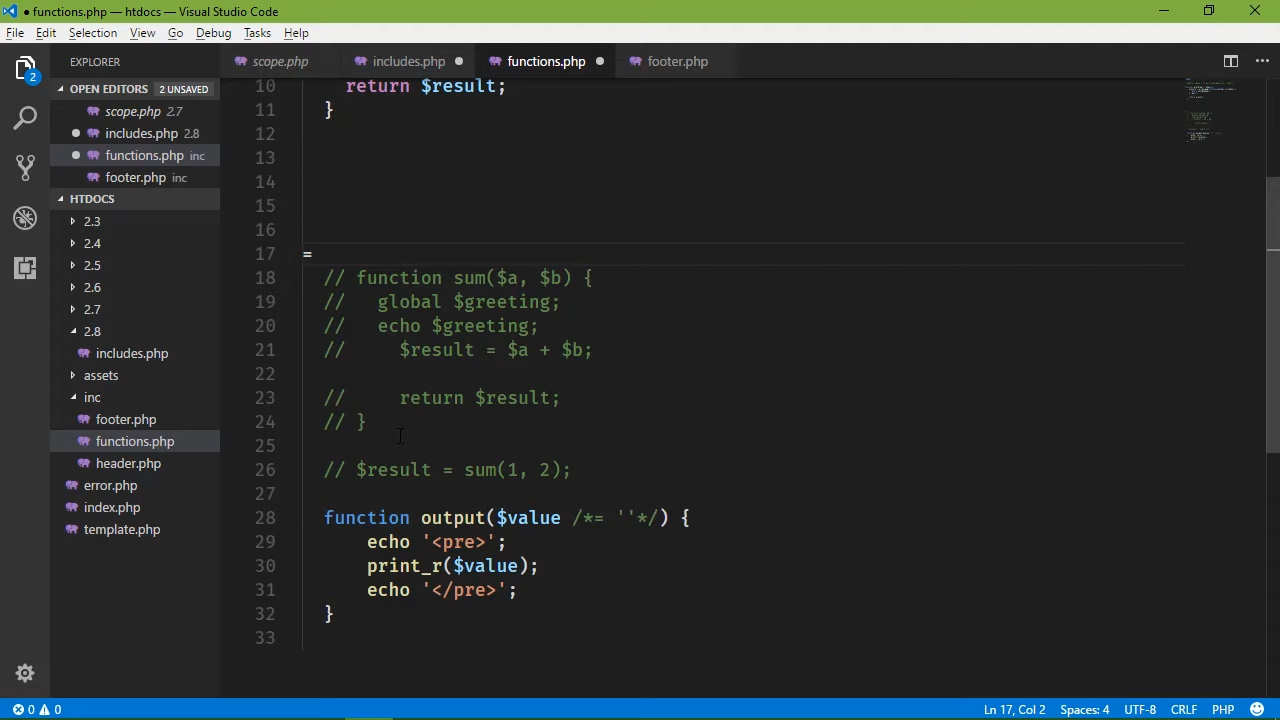 functions.php — htdocs — Visual Studio Code
File Edit Selection View Go Debug Tasks Help
EXPLORER
scope.php includes.php functions.php footer.php
OPEN EDITORS 2 UNSAVED
scope.php 2.7
includes.php 2.8
functions.php inc
footer.php inc
HTDOCS
2.3
2.4
2.5
2.6
2.7
2.8
includes.php
assets
inc
footer.php
functions.php
header.php
error.php
index.php
template.php
2
10 return $result;
11 }
12
13
14
15
16
17 =
18 // function sum($a, $b) {
19 // global $greeting;
20 // echo $greeting;
21 // $result = $a + $b;
22
23 // return $result;
24 // }
25
26 // $result = sum(1, 2);
27
28 function output($value /*= ''*/) {
29 echo '<pre>';
30 print_r($value);
31 echo '</pre>';
32 }
33
0 0 Ln 17, Col 2 Spaces: 4 UTF-8 CRLF PHP